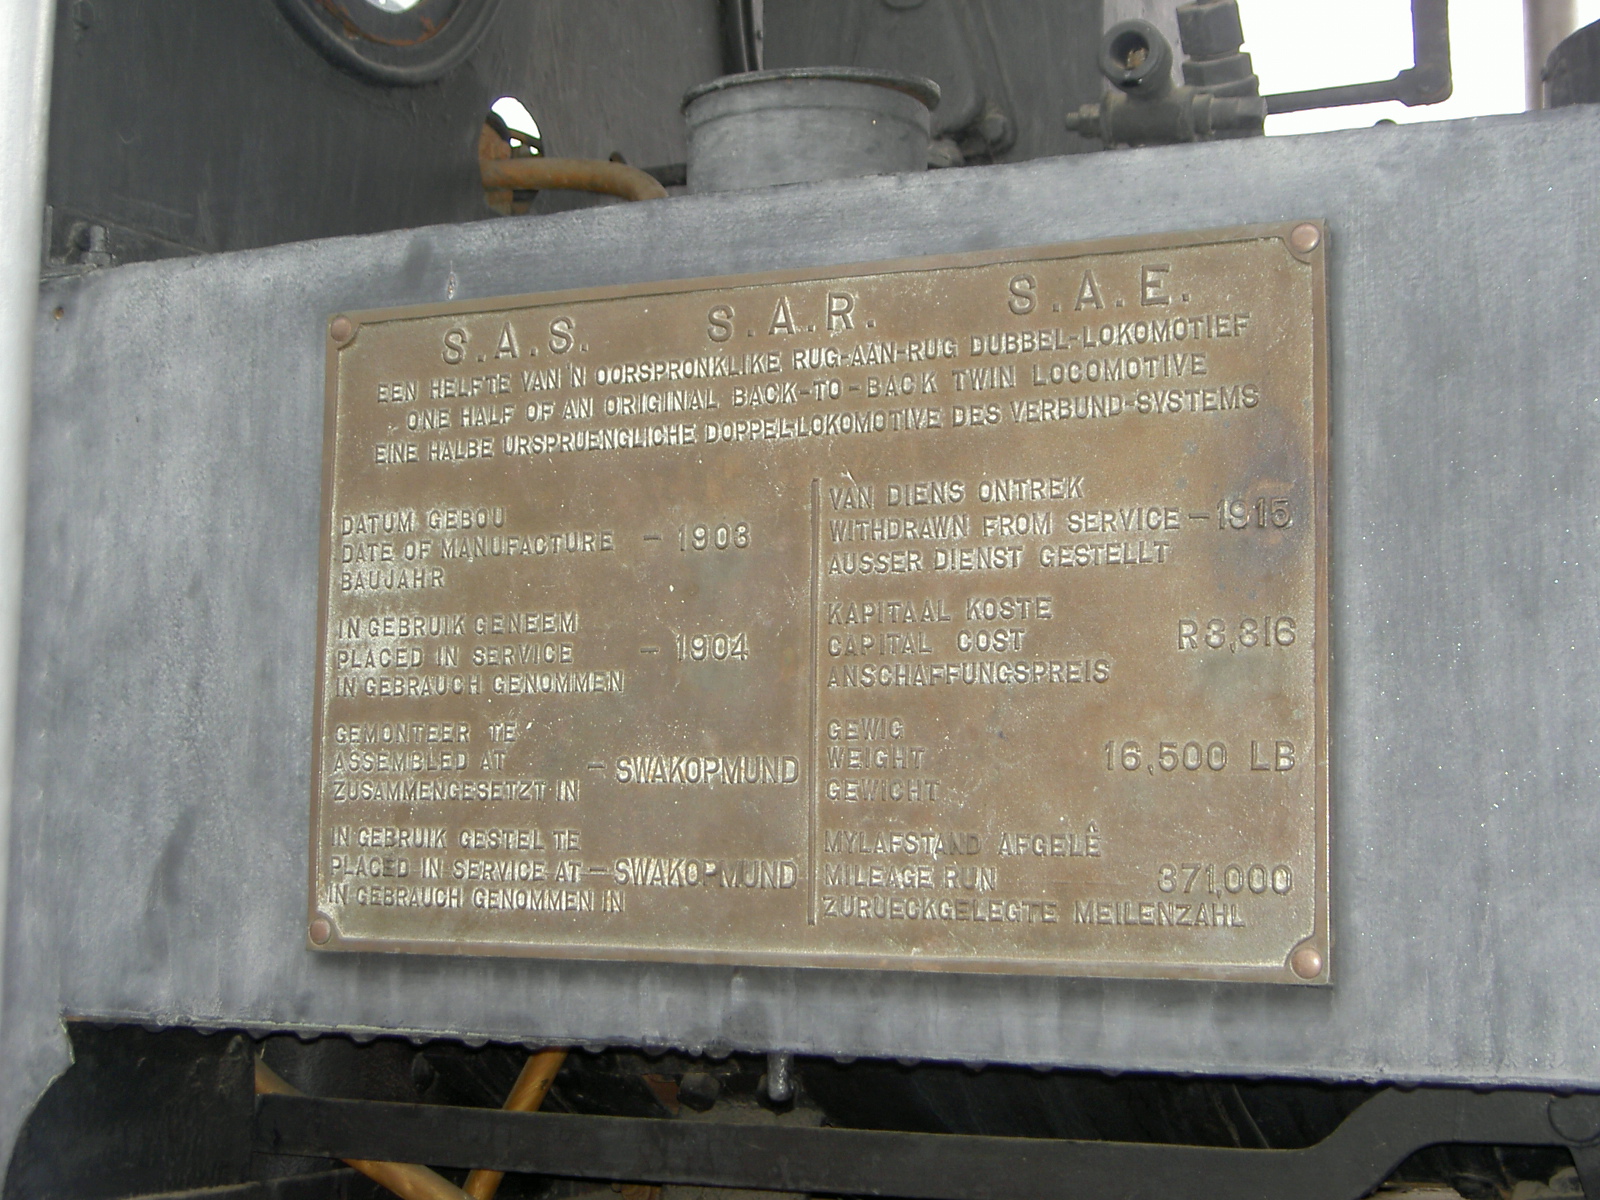 S.A.S. S.A.R. S.A.E.
EEN HELFTE VAN 'N OORSPRONKLIKE RUG-AAN-RUG DUBBEL-LOKOMOTIEF
ONE HALF OF AN ORIGINAL BACK-TO-BACK TWIN LOCOMOTIVE
EINE HALBE URSPRUENGLICHE DOPPEL-LOKOMOTIVE DES VERBUND-SYSTEMS
DATUM GEBOU
DATE OF MANUFACTURE - 1903
BAUJAHR
IN GEBRUIK GENEEM
PLACED IN SERVICE - 1904
IN GEBRAUCH GENOMMEN
GEMONTEER TE
ASSEMBLED AT - SWAKOPMUND
ZUSAMMENGESETZT IN
IN GEBRUIK GESTEL TE
PLACED IN SERVICE AT - SWAKOPMUND
IN GEBRAUCH GENOMMEN IN
VAN DIENS ONTREK
WITHDRAWN FROM SERVICE - 1915
AUSSER DIENST GESTELLT
KAPITAAL KOSTE
CAPITAL COST R3,816
ANSCHAFFUNGSPREIS
GEWIG
WEIGHT 16,500 LB
GEWICHT
MYLAFSTAND AFGELÊ
MILEAGE RUN 371,000
ZURUECKGELEGTE MEILENZAHL